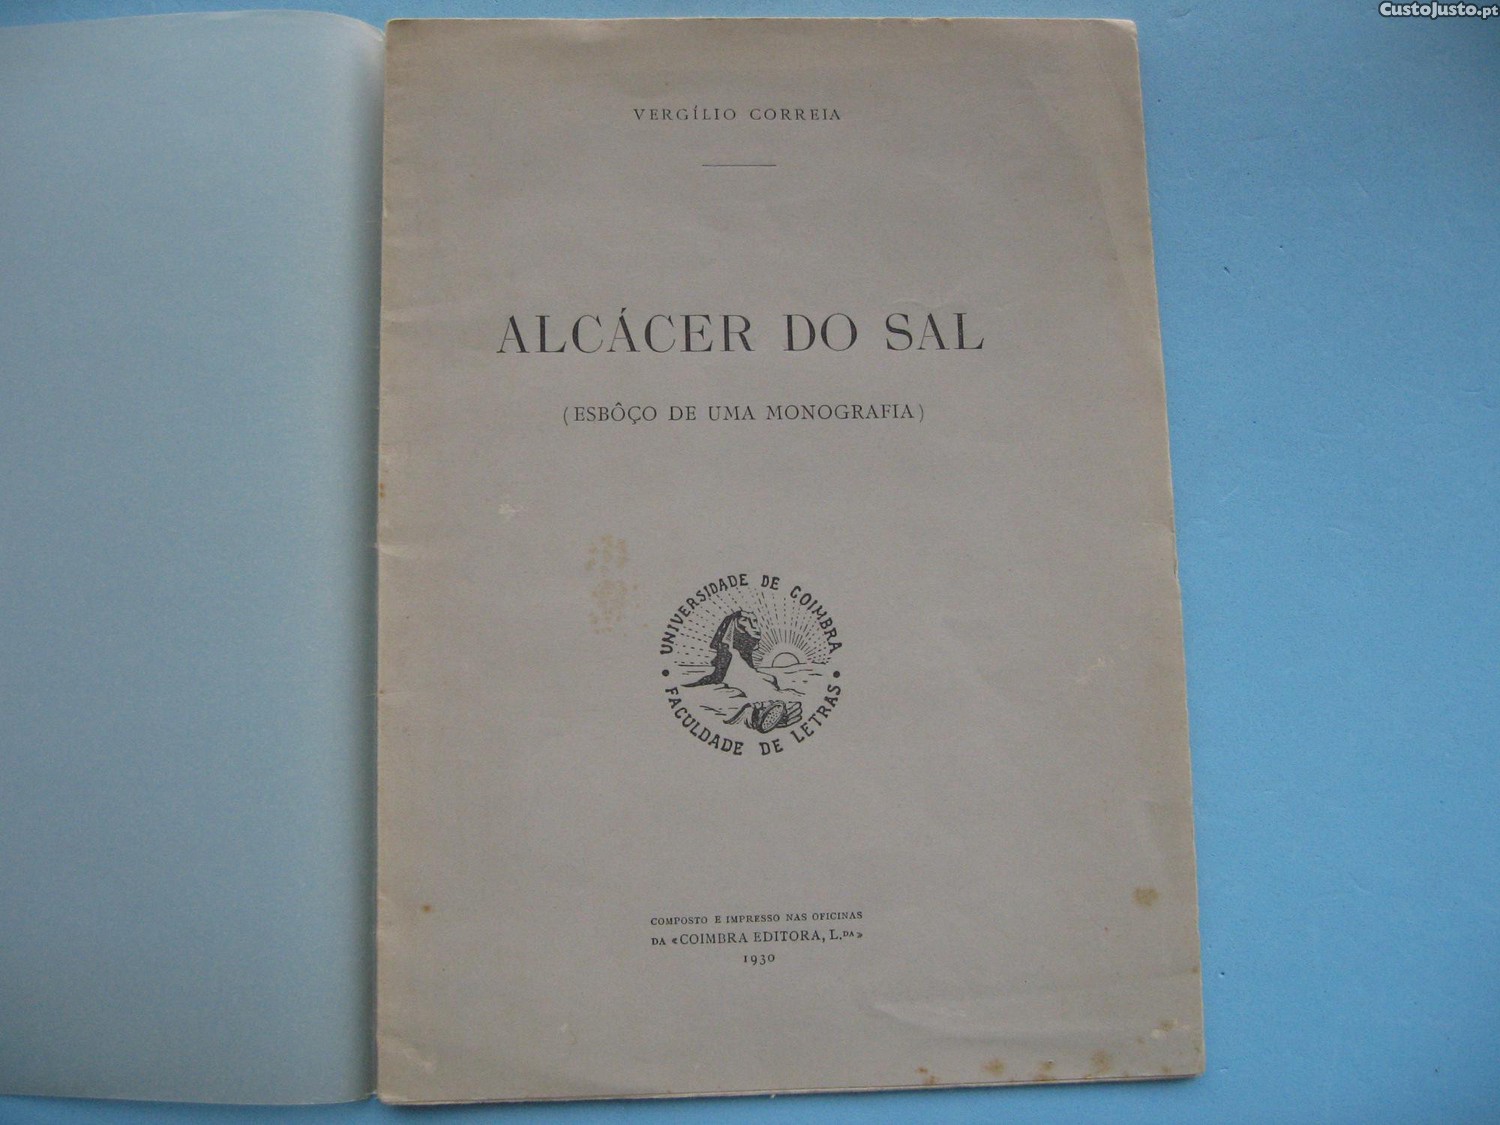 CustoJusto.pt
VERGÍLIO CORREIA
ALCÁCER DO SAL
(ESBÔÇO DE UMA MONOGRAFIA)
UNIVERSIDADE DE COIMBRA
• FACULDADE DE LETRAS •
COMPOSTO E IMPRESSO NAS OFICINAS
DA «COIMBRA EDITORA, L.DA»
1930